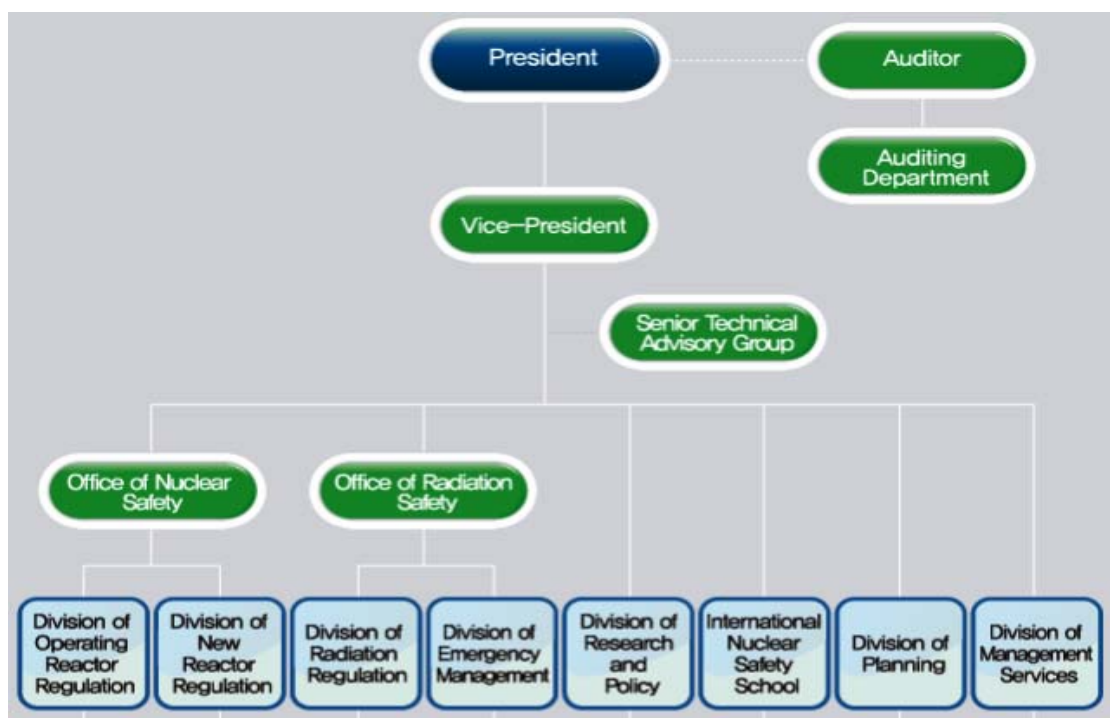 President
Auditor
Auditing
Department
Vice-President
Senior Technical
Advisory Group
Office of Nuclear
Safety
Office of Radiation
Safety
Division of
Operating
Reactor
Regulation
Division of
New
Reactor
Regulation
Division of
Radiation
Regulation
Division of
Emergency
Management
Division of
Research
and
Policy
International
Nuclear
Safety
School
Division of
Planning
Division of
Management
Services